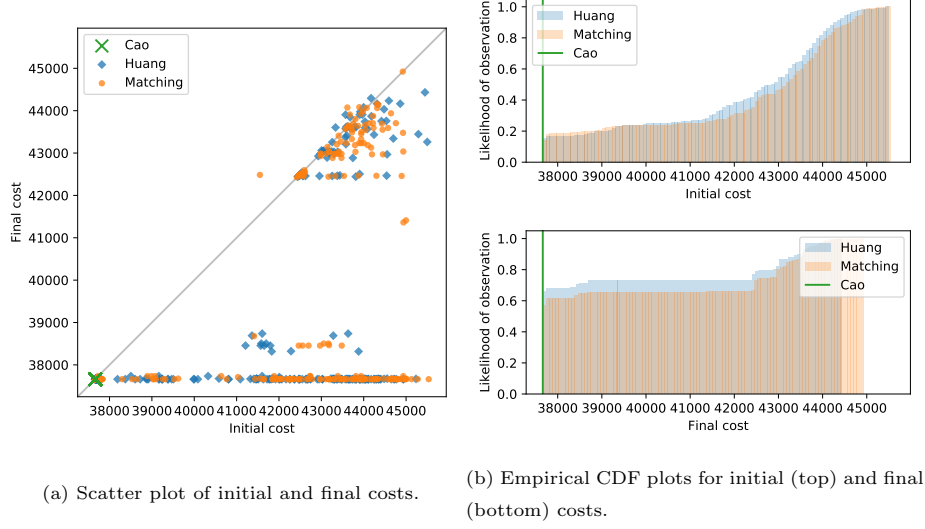 Final cost
45000
44000
43000
42000
41000
40000
39000
38000
Cao
Huang
Matching
38000 39000 40000 41000 42000 43000 44000 45000
Initial cost
(a) Scatter plot of initial and final costs.
Likelihood of observation
1.0
0.8
0.6
0.4
0.2
0.0
Huang
Matching
Cao
38000 39000 40000 41000 42000 43000 44000 45000
Initial cost
Likelihood of observation
1.0
0.8
0.6
0.4
0.2
0.0
Huang
Matching
Cao
38000 39000 40000 41000 42000 43000 44000 45000
Final cost
(b) Empirical CDF plots for initial (top) and final
(bottom) costs.